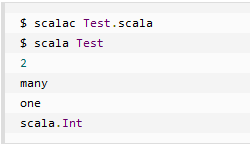 $ scalac Test.scala
$ scala Test
2
many
one
scala.Int